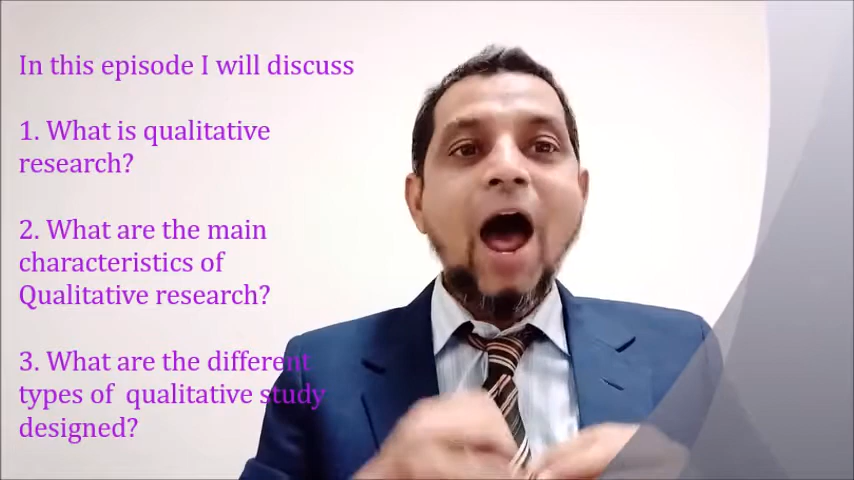 In this episode I will discuss
1. What is qualitative
research?
2. What are the main
characteristics of
Qualitative research?
3. What are the different
types of  qualitative study
designed?